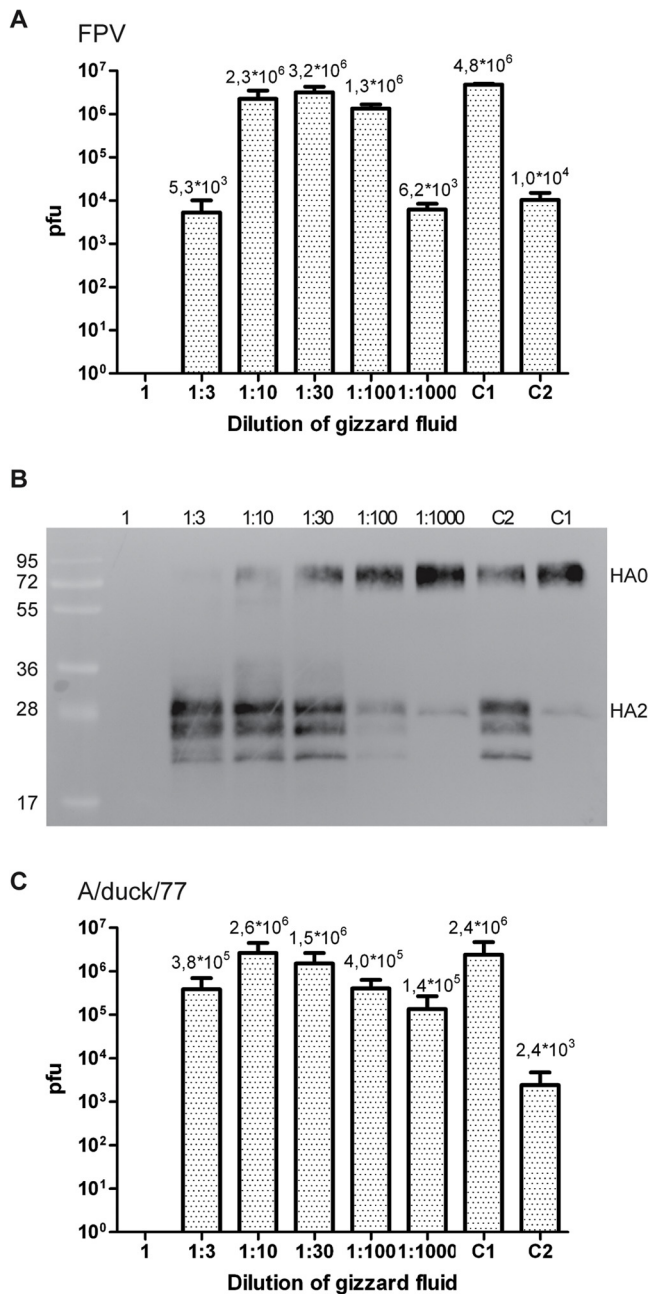 A
FPV
2,3*10⁶ 3,2*10⁶ 1,3*10⁶ 4,8*10⁶
5,3*10³ 6,2*10³ 1,0*10⁴
10⁷
10⁶
10⁵
10⁴
10³
10²
10¹
10⁰
pfu
1 1:3 1:10 1:30 1:100 1:1000 C1 C2
Dilution of gizzard fluid
B
1 1:3 1:10 1:30 1:100 1:1000 C2 C1
95
72
55
36
28
17
HA0
HA2
C
A/duck/77
3,8*10⁵ 2,6*10⁶ 1,5*10⁶ 4,0*10⁵ 1,4*10⁵ 2,4*10⁶ 2,4*10³
10⁷
10⁶
10⁵
10⁴
10³
10²
10¹
10⁰
pfu
1 1:3 1:10 1:30 1:100 1:1000 C1 C2
Dilution of gizzard fluid